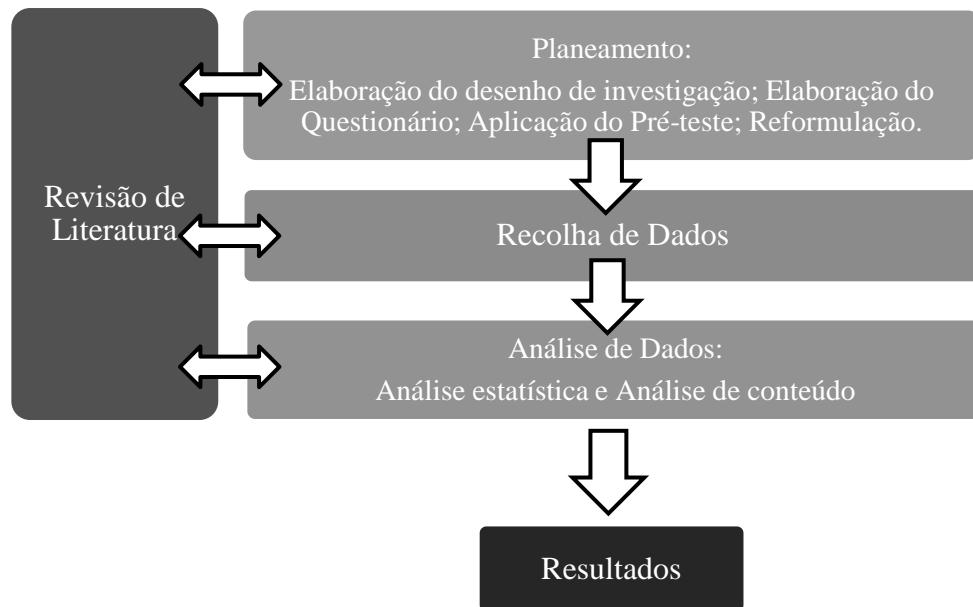 Planeamento:
Elaboração do desenho de investigação; Elaboração do
Questionário; Aplicação do Pré-teste; Reformulação.
Revisão de
Literatura
Recolha de Dados
Análise de Dados:
Análise estatística e Análise de conteúdo
Resultados